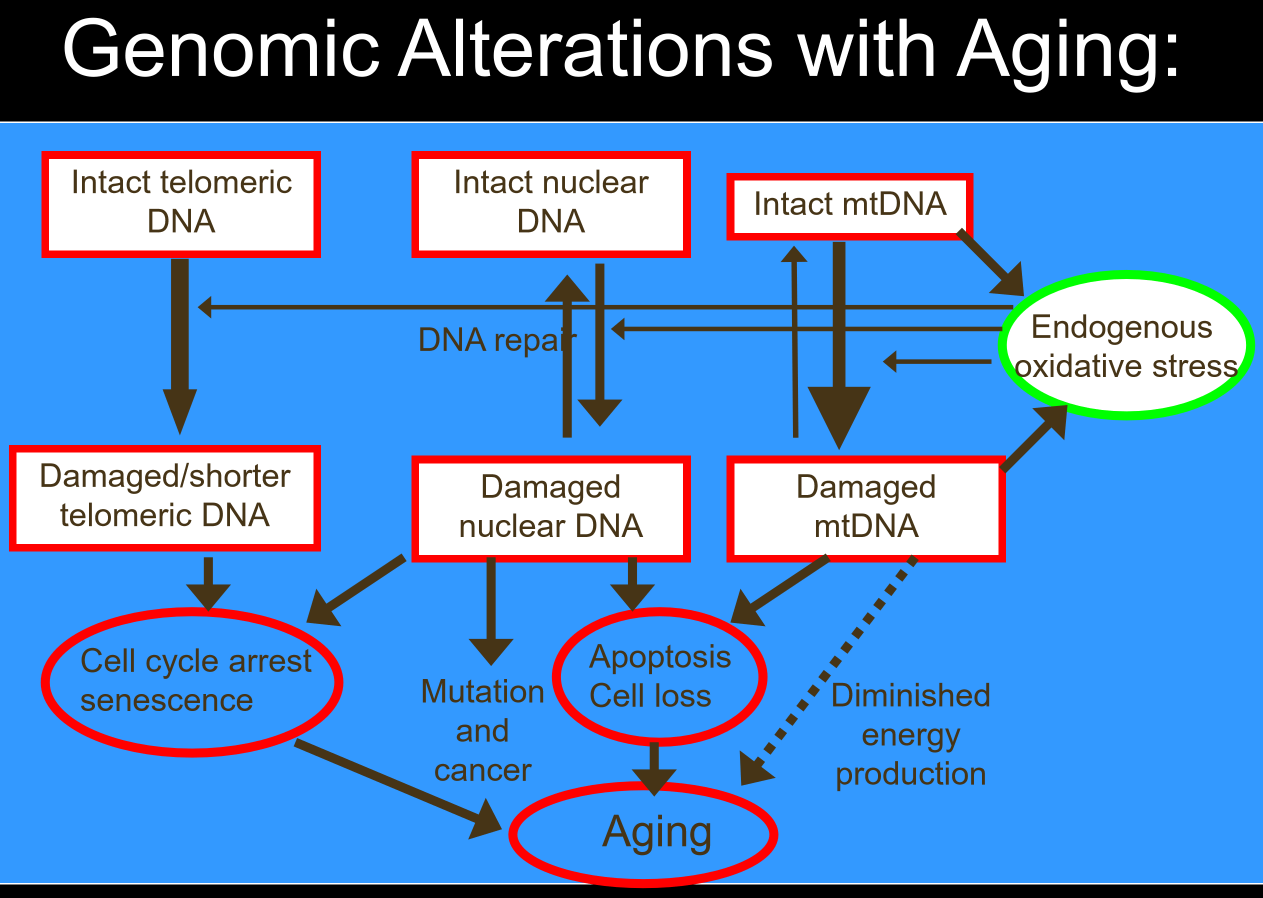 Genomic Alterations with Aging:
Intact telomeric
DNA
Intact nuclear
DNA
Intact mtDNA
DNA repair
Endogenous
oxidative stress
Damaged/shorter
telomeric DNA
Damaged
nuclear DNA
Damaged
mtDNA
Cell cycle arrest
senescence
Mutation
and
cancer
Apoptosis
Cell loss
Diminished
energy
production
Aging